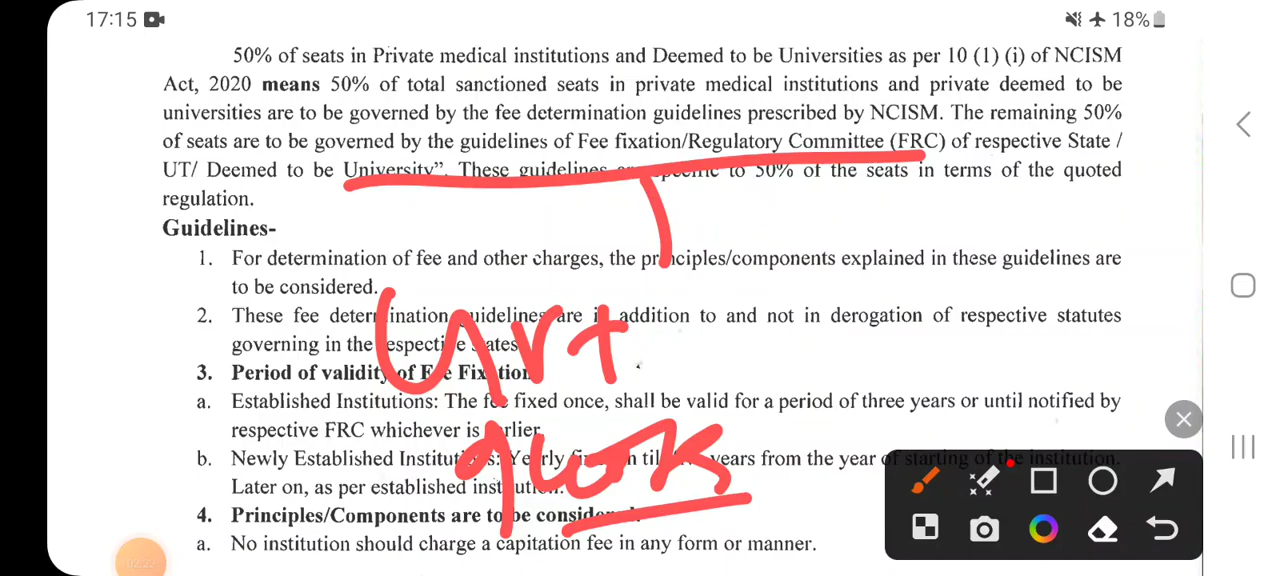 17:15
18%
50% of seats in Private medical institutions and Deemed to be Universities as per 10 (1) (i) of NCISM
Act, 2020 means 50% of total sanctioned seats in private medical institutions and private deemed to be
universities are to be governed by the fee determination guidelines prescribed by NCISM. The remaining 50%
of seats are to be governed by the guidelines of Fee fixation/Regulatory Committee (FRC) of respective State /
UT/ Deemed to be University”. These guidelines are specific to 50% of the seats in terms of the quoted
regulation.
Guidelines-
1. For determination of fee and other charges, the principles/components explained in these guidelines are
to be considered.
2. These fee determination guidelines are in addition to and not in derogation of respective statutes
governing in the respective states.
3. Period of validity of Fee Fixation
a. Established Institutions: The fee fixed once, shall be valid for a period of three years or until notified by
respective FRC whichever is earlier.
b. Newly Established Institutions: Yearly years from the year of starting of the institution.
Later on, as per established institution.
4. Principles/Components are to be considered:
a. No institution should charge a capitation fee in any form or manner.
02:22